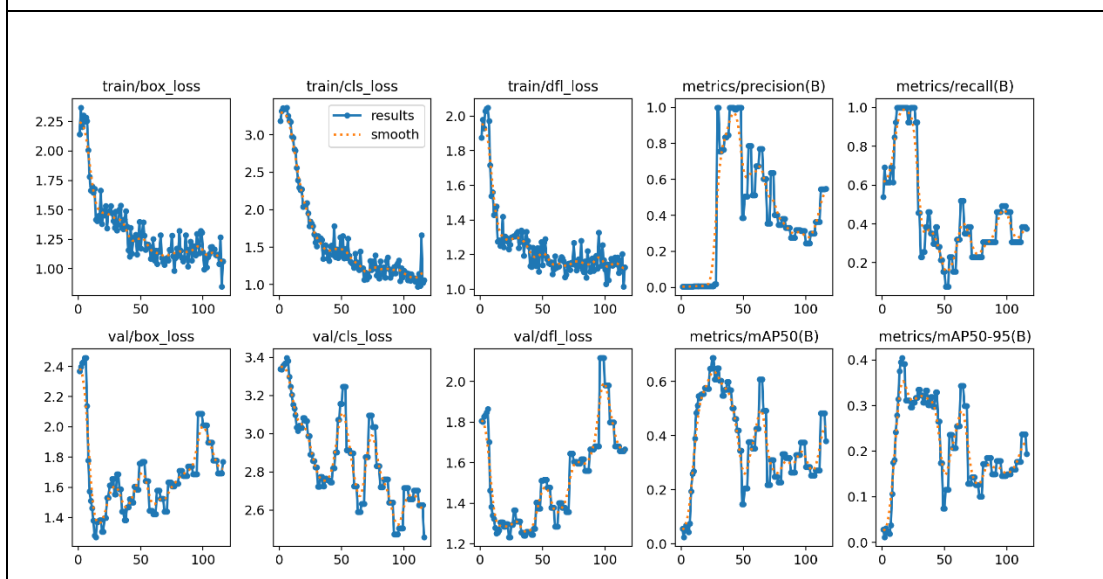 train/box_loss
2.25
2.00
1.75
1.50
1.25
1.00
0 50 100
train/cls_loss
results
smooth
3.5
3.0
2.5
2.0
1.5
1.0
0 50 100
train/dfl_loss
2.0
1.8
1.6
1.4
1.2
1.0
0 50 100
metrics/precision(B)
1.0
0.8
0.6
0.4
0.2
0.0
0 50 100
metrics/recall(B)
1.0
0.8
0.6
0.4
0.2
0 50 100
val/box_loss
2.4
2.2
2.0
1.8
1.6
1.4
0 50 100
val/cls_loss
3.4
3.2
3.0
2.8
2.6
0 50 100
val/dfl_loss
2.0
1.8
1.6
1.4
1.2
0 50 100
metrics/mAP50(B)
0.6
0.4
0.2
0.0
0 50 100
metrics/mAP50-95(B)
0.4
0.3
0.2
0.1
0.0
0 50 100